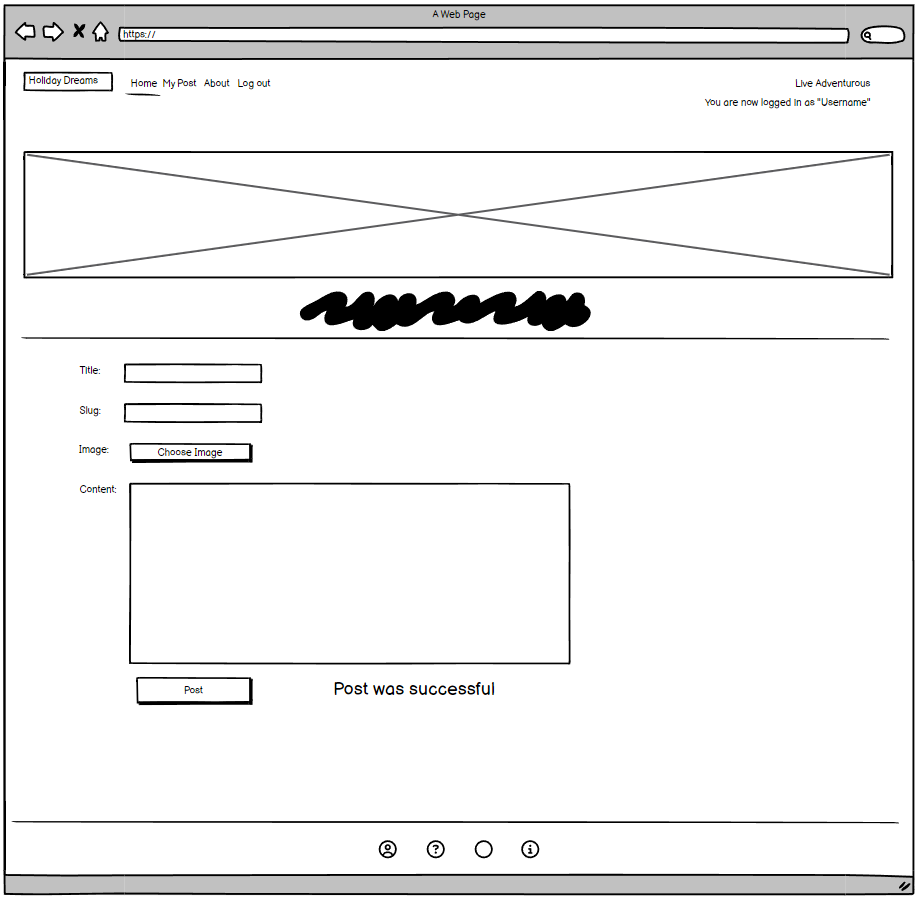 A Web Page
https://
Holiday Dreams
Home My Post About Log out
Live Adventurous
You are now logged in as "Username"
Title:
Slug:
Image:
Choose Image
Content:
Post
Post was successful